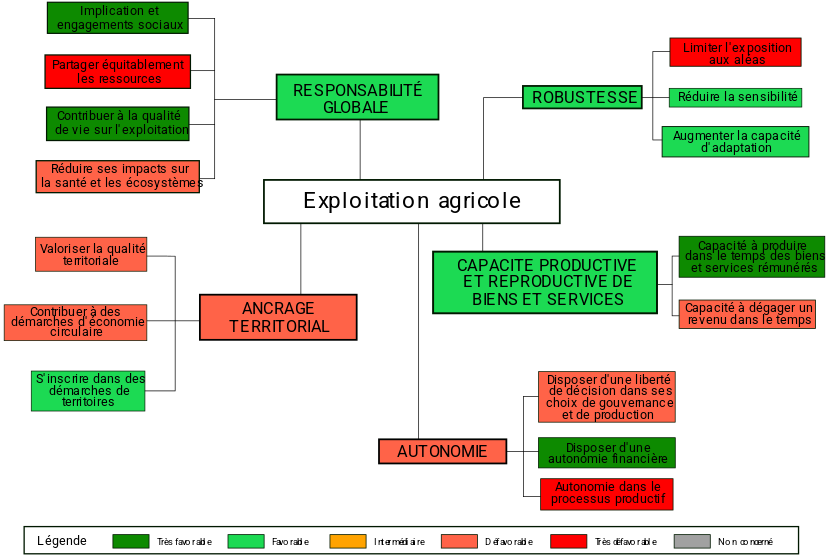 Implication et
engagements sociaux
Partager équitablement
les ressources
Contribuer à la qualité
de vie sur l'exploitation
Réduire ses impacts sur
la santé et les écosystèmes
RESPONSABILITÉ
GLOBALE
ROBUSTESSE
Limiter l'exposition
aux aléas
Réduire la sensibilité
Augmenter la capacité
d'adaptation
Exploitation agricole
Valoriser la qualité
territoriale
Contribuer à des
démarches d'économie
circulaire
S'inscrire dans des
démarches de
territoires
ANCRAGE
TERRITORIAL
CAPACITE PRODUCTIVE
ET REPRODUCTIVE DE
BIENS ET SERVICES
Capacité à produire
dans le temps des biens
et services rémunérés
Capacité à dégager un
revenu dans le temps
AUTONOMIE
Disposer d'une liberté
de décision dans ses
choix de gouvernance
et de production
Disposer d'une
autonomie financière
Autonomie dans le
processus productif
Légende
Très favorable
Favorable
Intermédiaire
Défavorable
Très défavorable
Non concerné